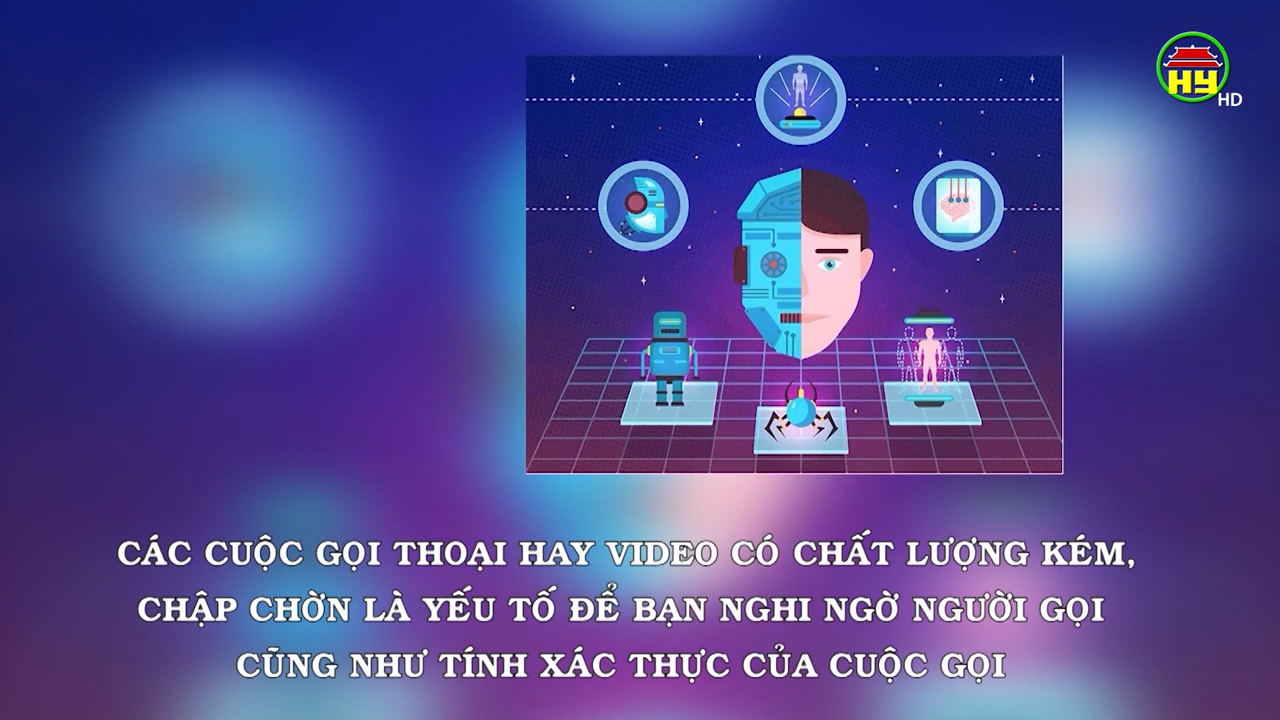 HY
HD
CÁC CUỘC GỌI THOẠI HAY VIDEO CÓ CHẤT LƯỢNG KÉM,
CHẬP CHỜN LÀ YẾU TỐ ĐỂ BẠN NGHI NGỜ NGƯỜI GỌI
CŨNG NHƯ TÍNH XÁC THỰC CỦA CUỘC GỌI